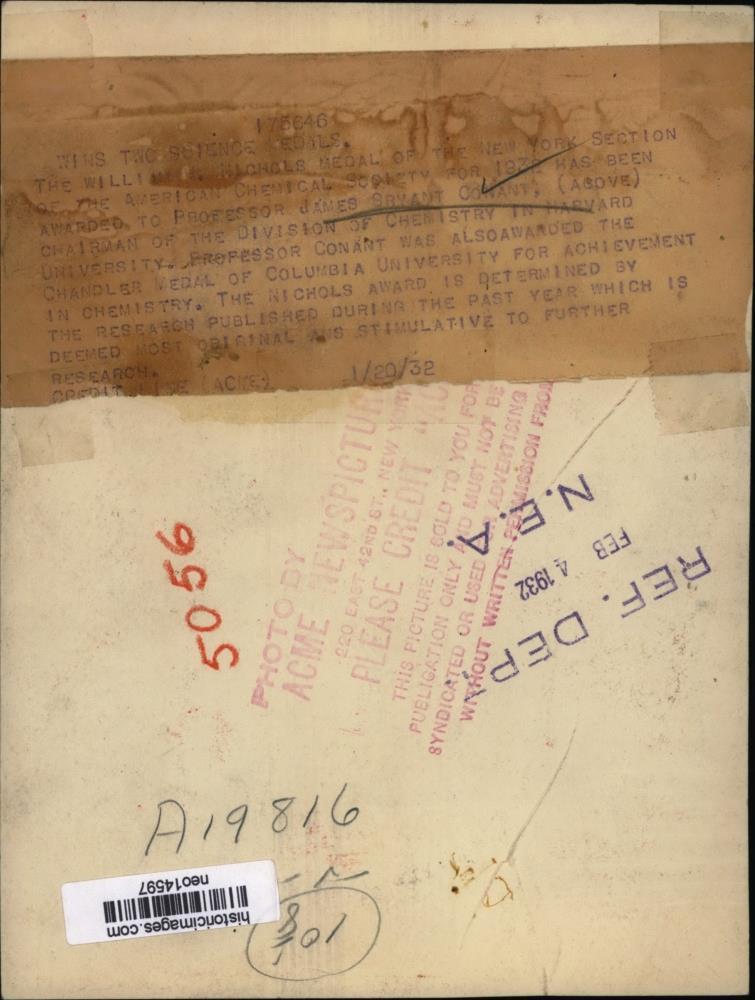 175646
WINS TWO SCIENCE MEDALS.
THE WILLIAM H. NICHOLS MEDAL OF THE NEW YORK SECTION
OF THE AMERICAN CHEMICAL SOCIETY FOR 1932 HAS BEEN
AWARDED TO PROFESSOR JAMES BRYANT CONANT, (ABOVE)
CHAIRMAN OF THE DIVISION OF CHEMISTRY IN HARVARD
UNIVERSITY. PROFESSOR CONANT WAS ALSOAWARDED THE
CHANDLER MEDAL OF COLUMBIA UNIVERSITY FOR ACHIEVEMENT
IN CHEMISTRY. THE NICHOLS AWARD IS DETERMINED BY
THE RESEARCH PUBLISHED DURING THE PAST YEAR WHICH IS
DEEMED MOST ORIGINAL ANS STIMULATIVE TO FURTHER
RESEARCH.
CREDIT LINE (ACME) 1/20/32
5056
PHOTO BY
ACME NEWSPICTUR
220 EAST 42ND ST., NEW YORK
PLEASE CREDIT "AC
THIS PICTURE IS SOLD TO YOU FOR
PUBLICATION ONLY AND MUST NOT BE
SYNDICATED OR USED FOR ADVERTISING
WITHOUT WRITTEN PERMISSION FROM
REF. DEPT.
FEB 4 1932
N.E.A.
A19816
historicimages.com
neo14597
101